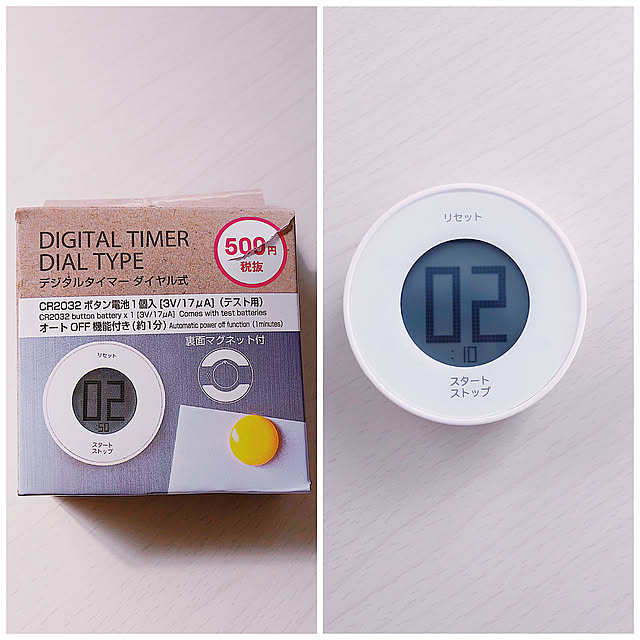 DIGITAL TIMER
DIAL TYPE
デジタルタイマー ダイヤル式
500円
税抜
CR2032 ボタン電池1個入 [3V/17μA] (テスト用)
CR2032 button battery x 1 [3V/17μA] Comes with test batteries
オートOFF機能付き(約1分) Automatic power off function (1minutes)
裏面マグネット付
リセット
02
:50
スタート
ストップ
リセット
02
:10
スタート
ストップ